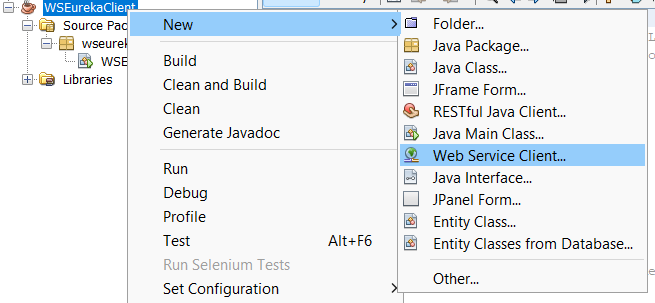 WSEurekaClient
Source Pac
wseurek
WSE
Libraries
New
Build
Clean and Build
Clean
Generate Javadoc
Run
Debug
Profile
Test Alt+F6
Run Selenium Tests
Set Configuration
Folder...
Java Package...
Java Class...
JFrame Form...
RESTful Java Client...
Java Main Class...
Web Service Client...
Java Interface...
JPanel Form...
Entity Class...
Entity Classes from Database...
Other...